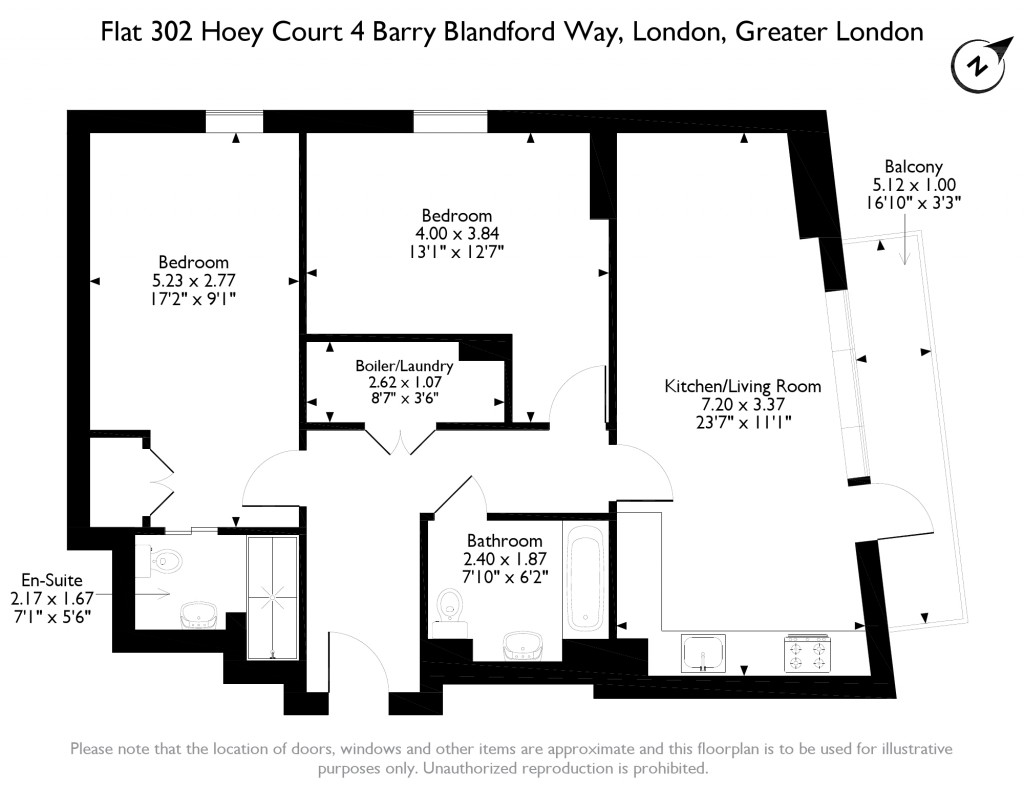 Flat 302 Hoey Court 4 Barry Blandford Way, London, Greater London
N
Balcony
5.12 x 1.00
16'10" x 3'3"
Bedroom
4.00 x 3.84
13'1" x 12'7"
Bedroom
5.23 x 2.77
17'2" x 9'1"
Boiler/Laundry
2.62 x 1.07
8'7" x 3'6"
Kitchen/Living Room
7.20 x 3.37
23'7" x 11'1"
Bathroom
2.40 x 1.87
7'10" x 6'2"
En-Suite
2.17 x 1.67
7'1" x 5'6"
Please note that the location of doors, windows and other items are approximate and this floorplan is to be used for illustrative
purposes only. Unauthorized reproduction is prohibited.